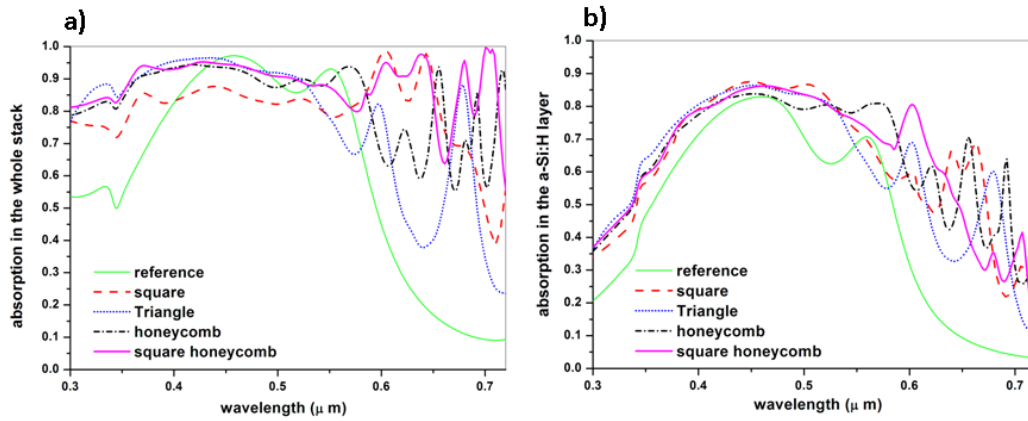 a)
absorption in the whole stack
1.0
0.9
0.8
0.7
0.6
0.5
0.4
0.3
0.2
0.1
0.0
reference
square
Triangle
honeycomb
square honeycomb
0.3
0.4
0.5
0.6
0.7
wavelength (μ m)
b)
absorption in the a-Si:H layer
1.0
0.9
0.8
0.7
0.6
0.5
0.4
0.3
0.2
0.1
0.0
reference
square
Triangle
honeycomb
square honeycomb
0.3
0.4
0.5
0.6
0.7
wavelength (μ m)